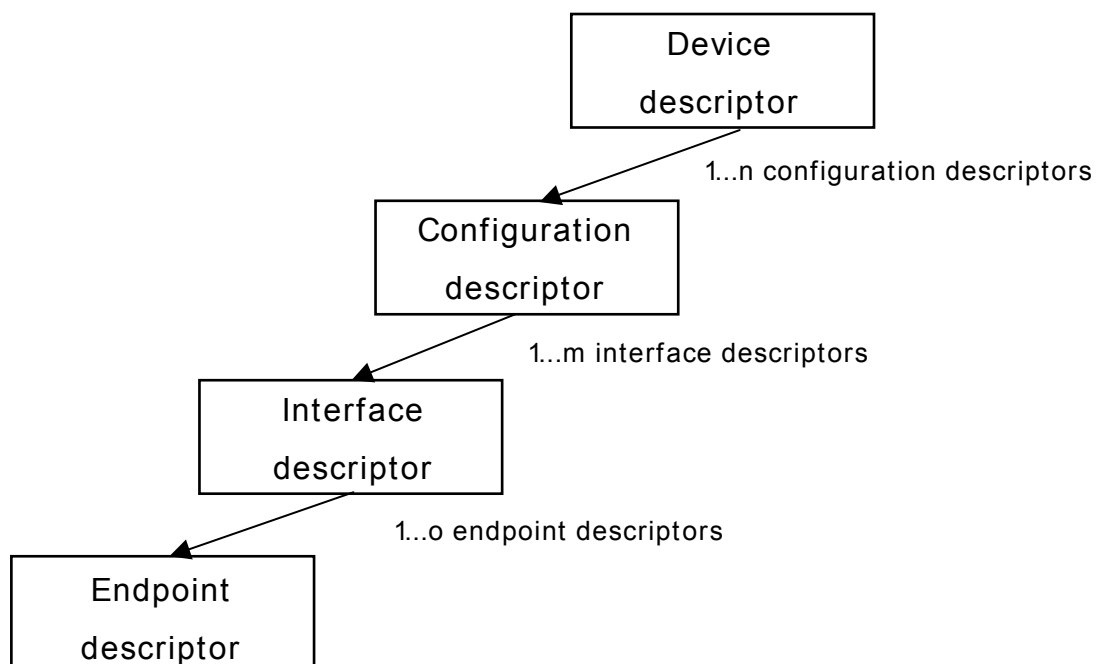 Device
descriptor
1...n configuration descriptors
Configuration
descriptor
1...m interface descriptors
Interface
descriptor
1...o endpoint descriptors
Endpoint
descriptor